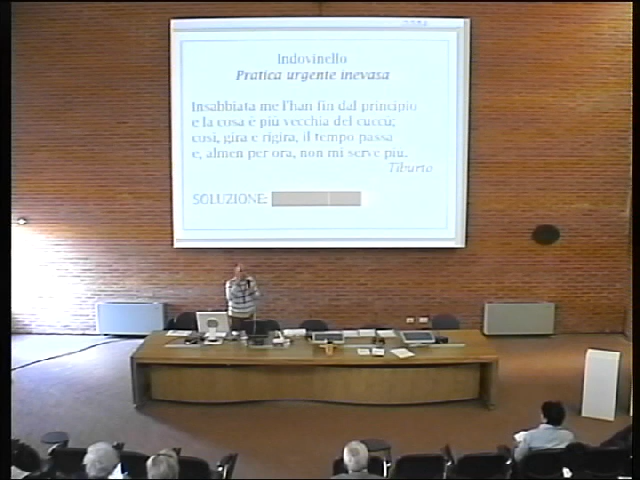 Indovinello
Pratica urgente inevasa
Insabbiata me l'han fin dal principio
e la cosa è più vecchia del cuccù;
così, gira e rigira, il tempo passa
e, almen per ora, non mi serve più.
Tiburto
SOLUZIONE: